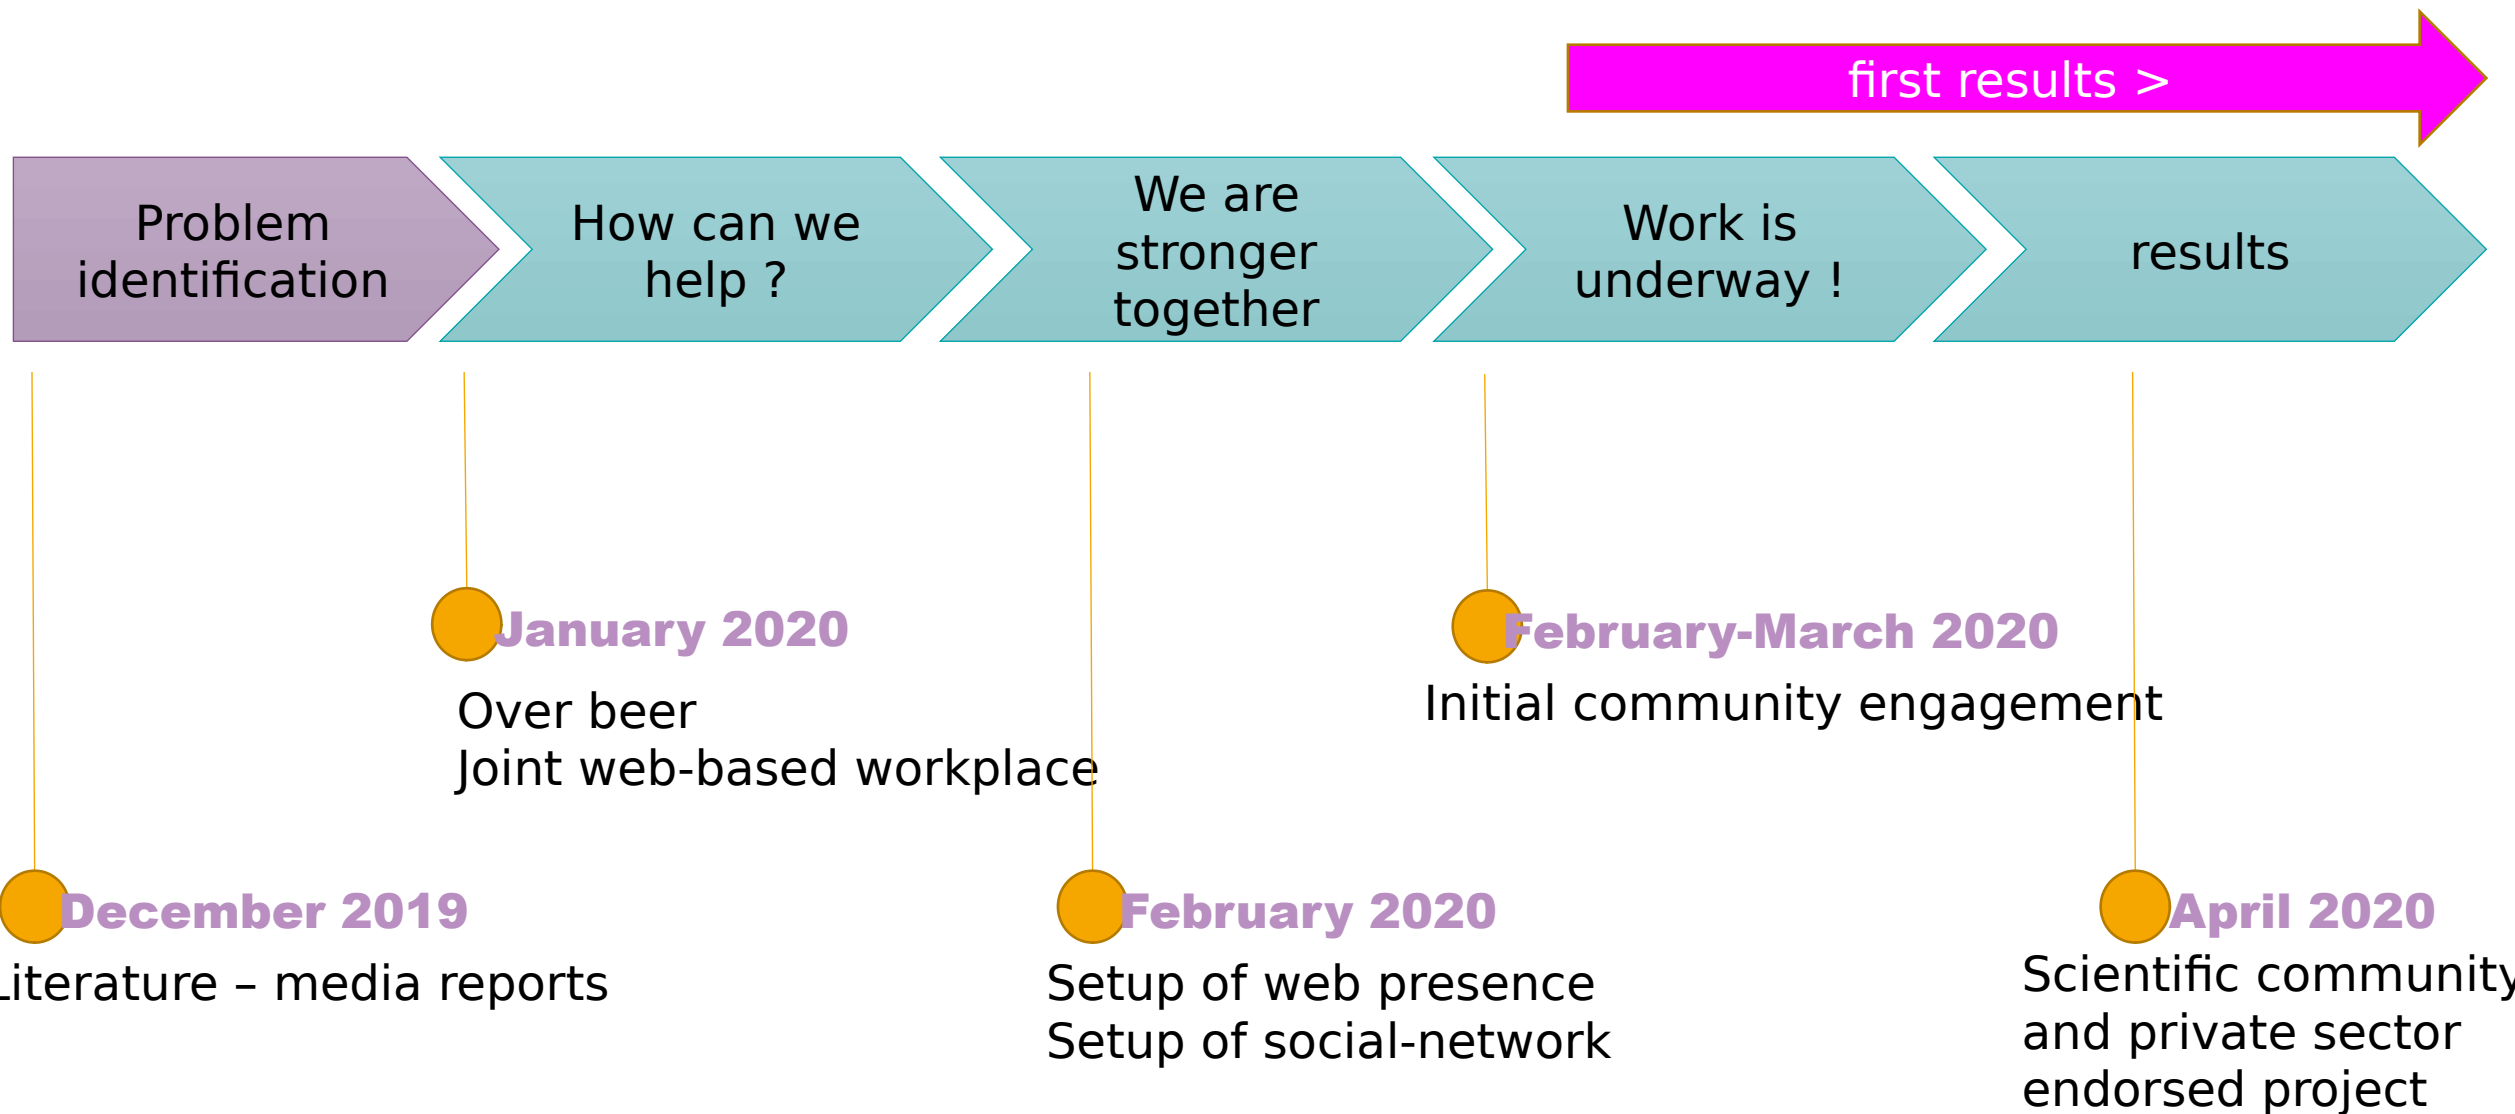 first results >
Problem
identification
How can we
help ?
We are
stronger
together
Work is
underway !
results
January 2020
Over beer
Joint web-based workplace
February-March 2020
Initial community engagement
December 2019
Literature – media reports
February 2020
Setup of web presence
Setup of social-network
April 2020
Scientific community
and private sector
endorsed project